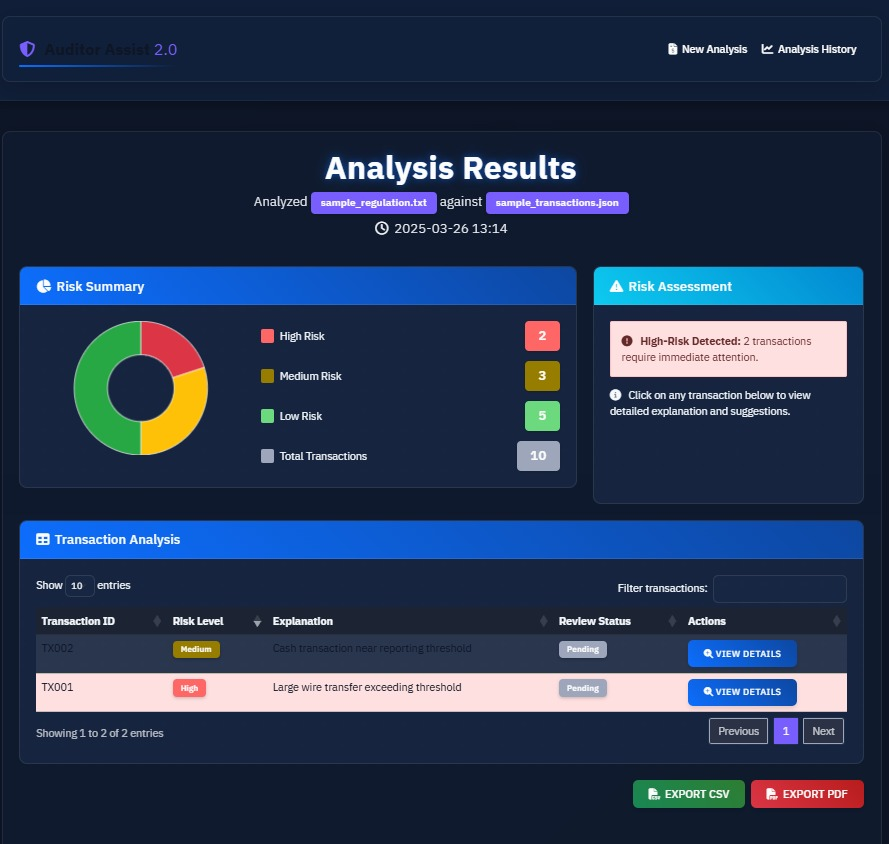 Auditor Assist 2.0
New Analysis
Analysis History
Analysis Results
Analyzed sample_regulation.txt against sample_transactions.json
2025-03-26 13:14
Risk Summary
High Risk 2
Medium Risk 3
Low Risk 5
Total Transactions 10
Risk Assessment
High-Risk Detected: 2 transactions
require immediate attention.
Click on any transaction below to view
detailed explanation and suggestions.
Transaction Analysis
Show 10 entries
Filter transactions:
Transaction ID Risk Level Explanation Review Status Actions
TX002 Medium Cash transaction near reporting threshold Pending VIEW DETAILS
TX001 High Large wire transfer exceeding threshold Pending VIEW DETAILS
Showing 1 to 2 of 2 entries
Previous 1 Next
EXPORT CSV EXPORT PDF